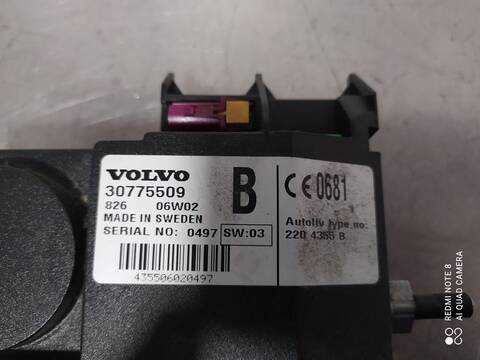 VOLVO
30775509
826 06W02
MADE IN SWEDEN
SERIAL NO: 0497 SW:03
435506020497
B
CE 0681
Autoliv type no:
220 4355 B
REDMI NOTE 8
AI QUAD CAMERA